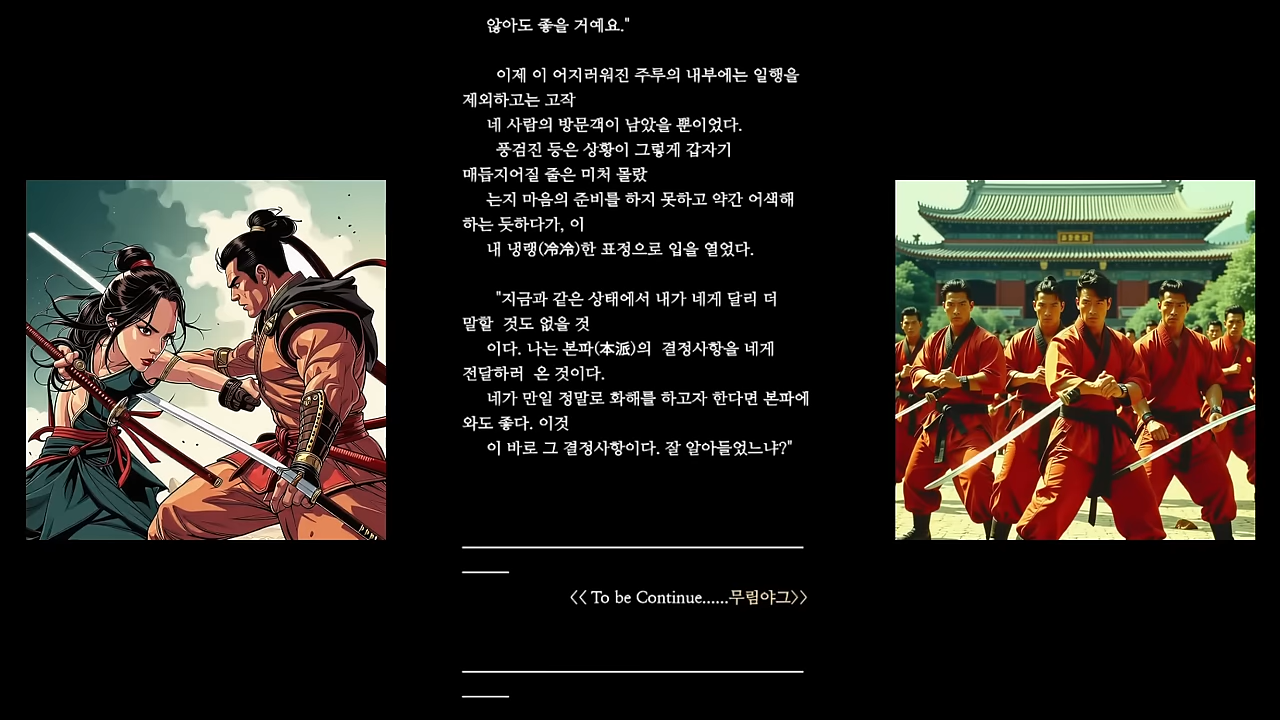 않아도 좋을 거예요."
이제 이 어지러워진 주루의 내부에는 일행을
제외하고는 고작
네 사람의 방문객이 남았을 뿐이었다.
풍검진 등은 상황이 그렇게 갑자기
매듭지어질 줄은 미처 몰랐
는지 마음의 준비를 하지 못하고 약간 어색해
하는 듯하다가, 이
내 냉랭(冷冷)한 표정으로 입을 열었다.
"지금과 같은 상태에서 내가 네게 달리 더
말할 것도 없을 것
이다. 나는 본파(本派)의 결정사항을 네게
전달하러 온 것이다.
네가 만일 정말로 화해를 하고자 한다면 본파에
와도 좋다. 이것
이 바로 그 결정사항이다. 잘 알아들었느냐?"
<< To be Continue......무림야그>>